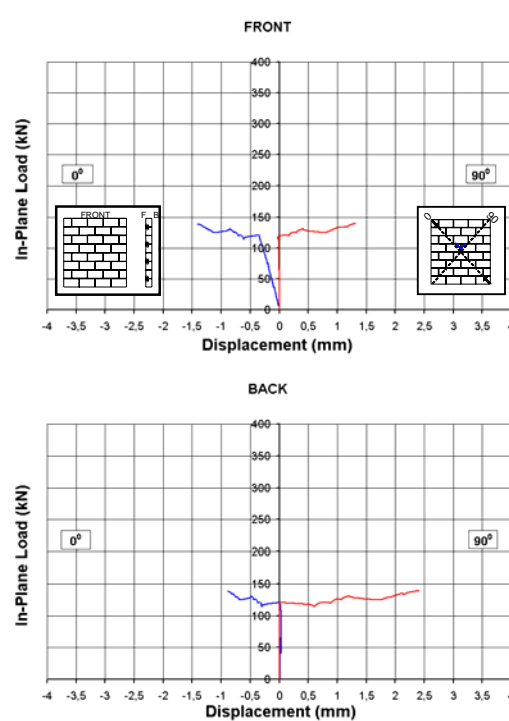 FRONT
In-Plane Load (kN)
400
350
300
250
200
150
100
50
0
0⁰
90⁰
FRONT
F B
0
90
-4 -3,5 -3 -2,5 -2 -1,5 -1 -0,5 0 0,5 1 1,5 2 2,5 3 3,5 4
Displacement (mm)
BACK
In-Plane Load (kN)
400
350
300
250
200
150
100
50
0
0⁰
90⁰
-4 -3,5 -3 -2,5 -2 -1,5 -1 -0,5 0 0,5 1 1,5 2 2,5 3 3,5 4
Displacement (mm)